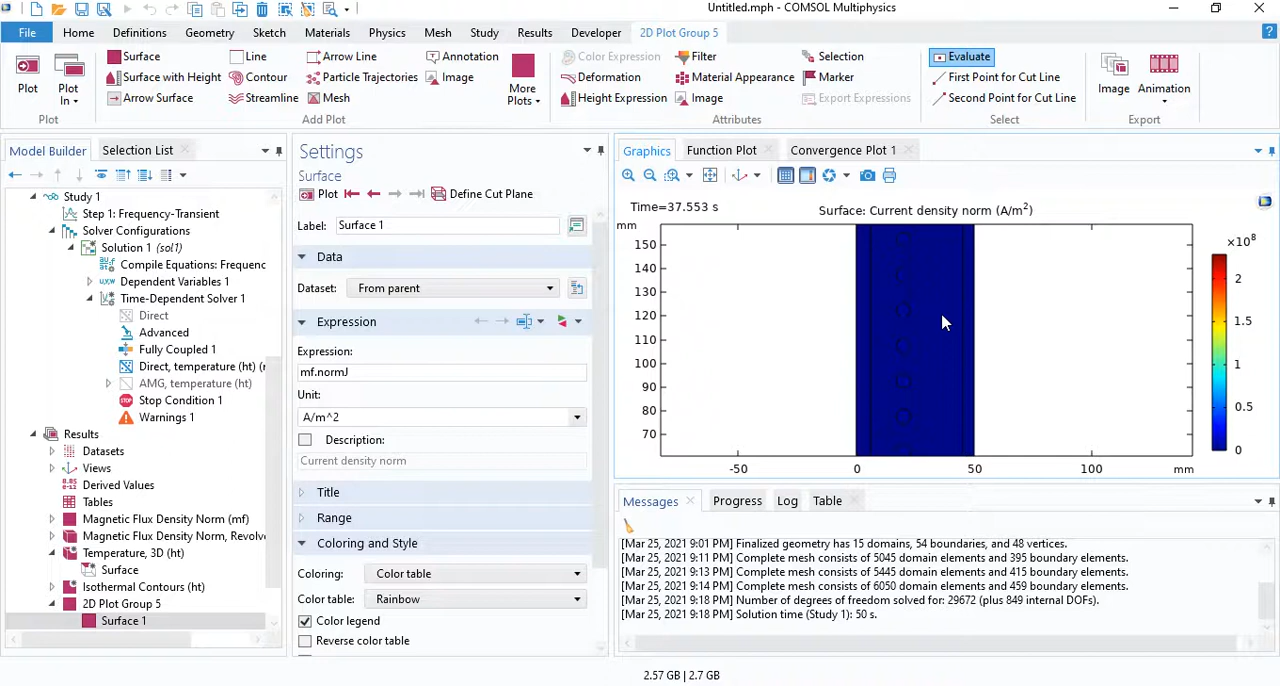 Untitled.mph - COMSOL Multiphysics
File Home Definitions Geometry Sketch Materials Physics Mesh Study Results Developer 2D Plot Group 5
Surface Line Arrow Line Annotation Color Expression Filter Selection Evaluate
Surface with Height Contour Particle Trajectories Image Deformation Material Appearance Marker First Point for Cut Line
Plot Plot In More Plots Image Animation
Arrow Surface Streamline Mesh Height Expression Image Export Expressions Second Point for Cut Line
Plot Add Plot Attributes Select Export
Model Builder Selection List
Study 1
Step 1: Frequency-Transient
Solver Configurations
Solution 1 (sol1)
Compile Equations: Frequenc
Dependent Variables 1
Time-Dependent Solver 1
Direct
Advanced
Fully Coupled 1
Direct, temperature (ht) (r
AMG, temperature (ht)
Stop Condition 1
Warnings 1
Results
Datasets
Views
Derived Values
Tables
Magnetic Flux Density Norm (mf)
Magnetic Flux Density Norm, Revolve
Temperature, 3D (ht)
Surface
Isothermal Contours (ht)
2D Plot Group 5
Surface 1
Settings
Surface
Plot Define Cut Plane
Label: Surface 1
Data
Dataset: From parent
Expression
Expression:
mf.normJ
Unit:
A/m^2
Description:
Current density norm
Title
Range
Coloring and Style
Coloring: Color table
Color table: Rainbow
Color legend
Reverse color table
Graphics Function Plot Convergence Plot 1
Time=37.553 s Surface: Current density norm (A/m²)
mm
150
140
130
120
110
100
90
80
70
-50 0 50 100 mm
×10⁸
2
1.5
1
0.5
0
Messages Progress Log Table
[Mar 25, 2021 9:01 PM] Finalized geometry has 15 domains, 54 boundaries, and 48 vertices.
[Mar 25, 2021 9:11 PM] Complete mesh consists of 5045 domain elements and 395 boundary elements.
[Mar 25, 2021 9:13 PM] Complete mesh consists of 5445 domain elements and 415 boundary elements.
[Mar 25, 2021 9:14 PM] Complete mesh consists of 6050 domain elements and 459 boundary elements.
[Mar 25, 2021 9:18 PM] Number of degrees of freedom solved for: 29672 (plus 849 internal DOFs).
[Mar 25, 2021 9:18 PM] Solution time (Study 1): 50 s.
2.57 GB | 2.7 GB